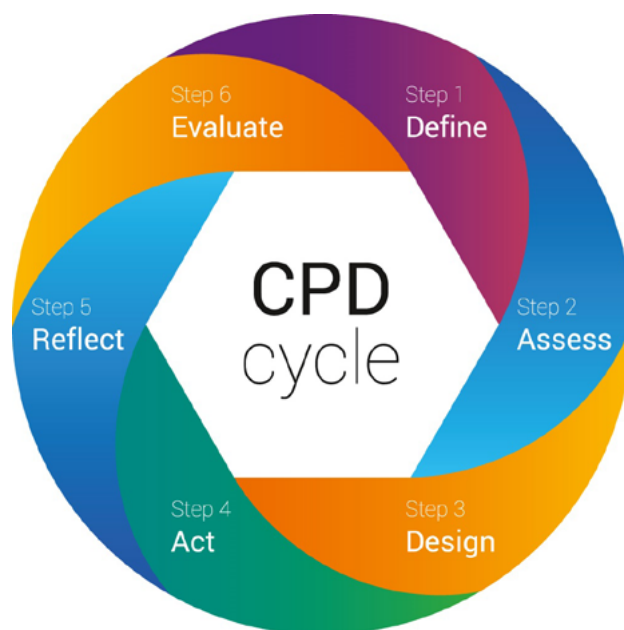 CPD
cycle
Step 1
Define
Step 2
Assess
Step 3
Design
Step 4
Act
Step 5
Reflect
Step 6
Evaluate